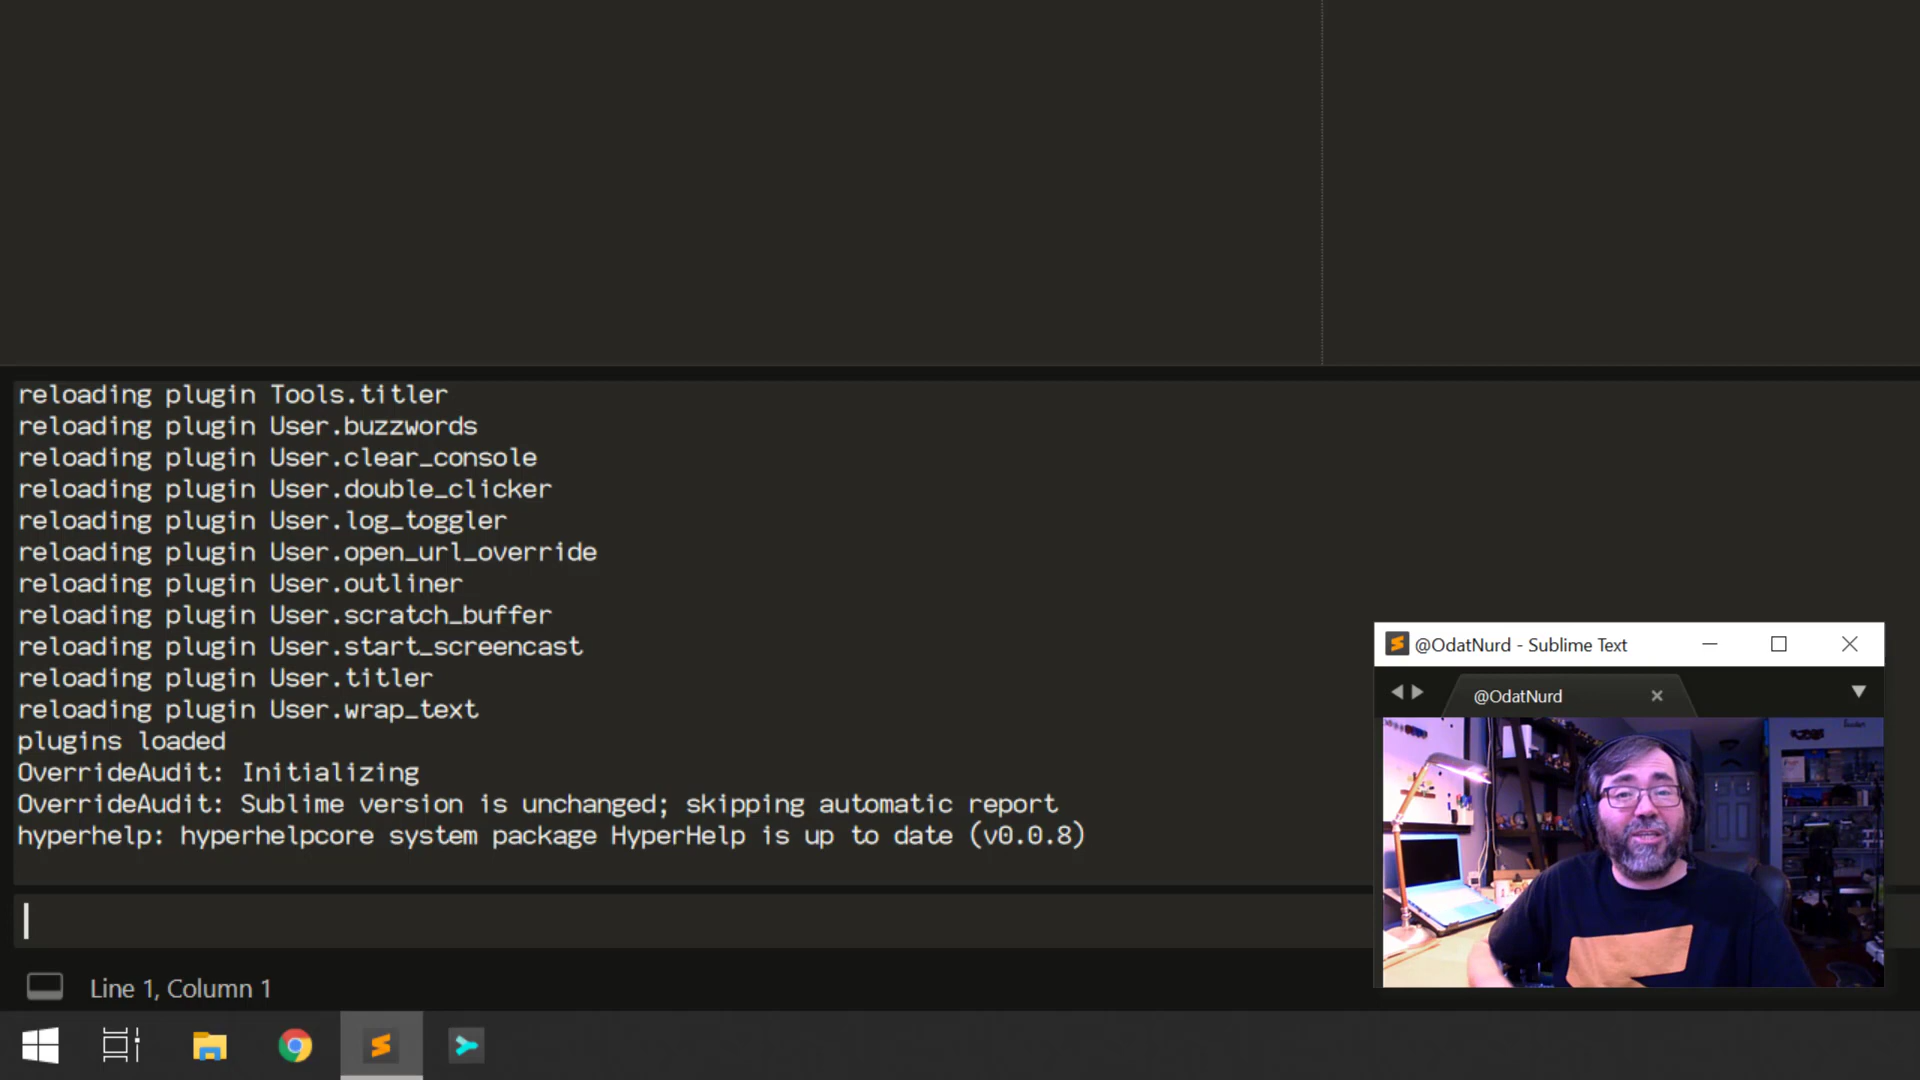 reloading plugin Tools.titler
reloading plugin User.buzzwords
reloading plugin User.clear_console
reloading plugin User.double_clicker
reloading plugin User.log_toggler
reloading plugin User.open_url_override
reloading plugin User.outliner
reloading plugin User.scratch_buffer
reloading plugin User.start_screencast
reloading plugin User.titler
reloading plugin User.wrap_text
plugins loaded
OverrideAudit: Initializing
OverrideAudit: Sublime version is unchanged; skipping automatic report
hyperhelp: hyperhelpcore system package HyperHelp is up to date (v0.0.8)
@OdatNurd - Sublime Text
@OdatNurd
Line 1, Column 1